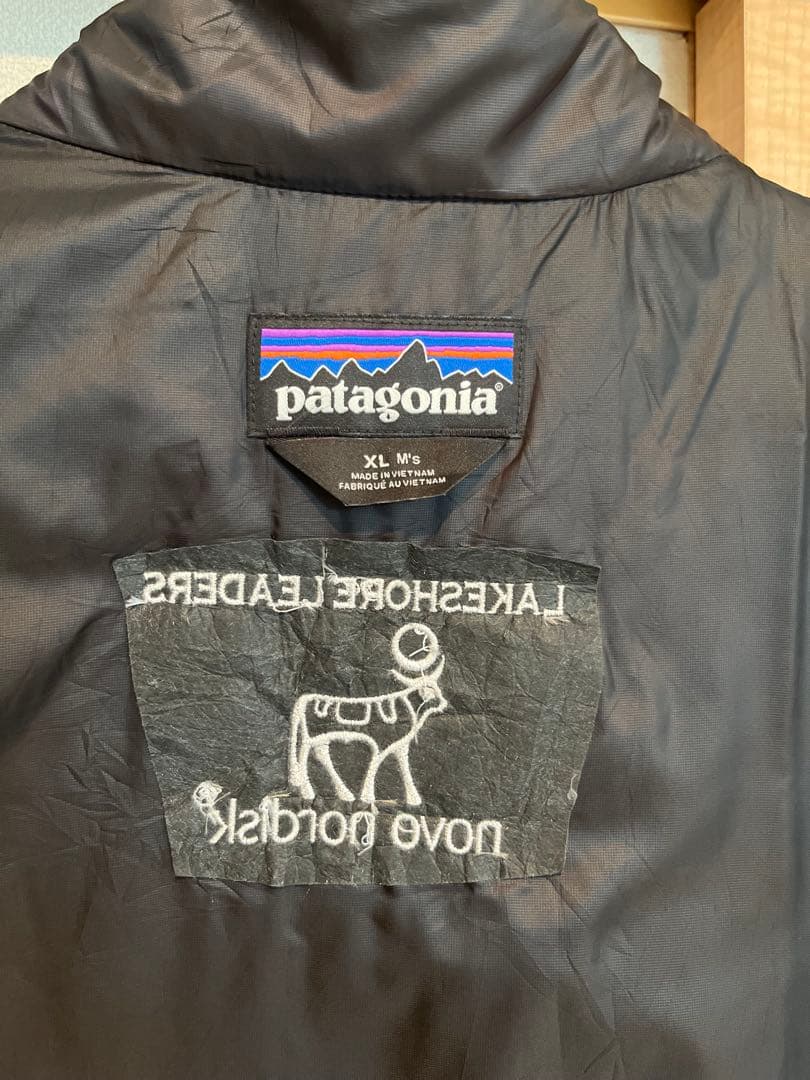 patagonia®
XL M's
MADE IN VIETNAM
FABRIQUÉ AU VIETNAM
LAKESHORE LEADERS
novo nordisk